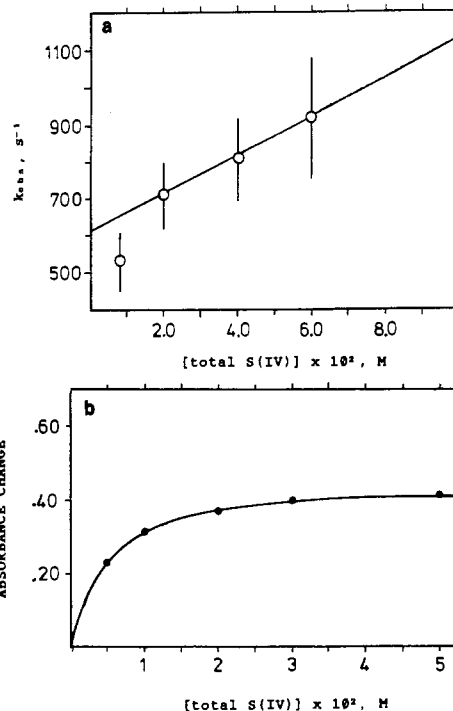 a
1100
900
700
500
kobs, s⁻¹
2.0 4.0 6.0 8.0
[total S(IV)] x 10², M
b
.60
.40
.20
ABSORBANCE CHANGE
1 2 3 4 5
[total S(IV)] x 10², M